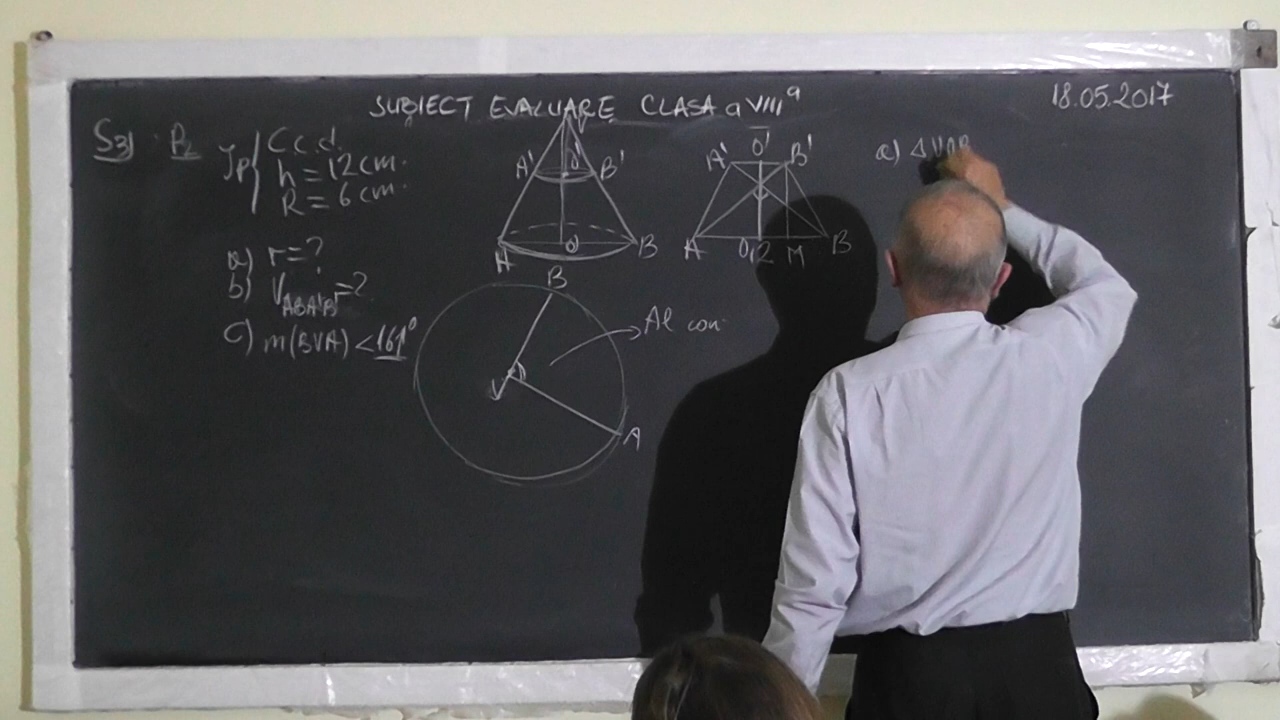 SUBIECT EVALUARE CLASA a VIII ª
18.05.2017
S3) P2
Ip C.c.d.
h = 12 cm.
R = 6 cm.
a) r = ?
b) V ABA'B' = ?
c) m(BVA) < 161°
A' O' B'
A O B
B
V
A
Al con
A' O' B'
A O M B
a) Δ VAB